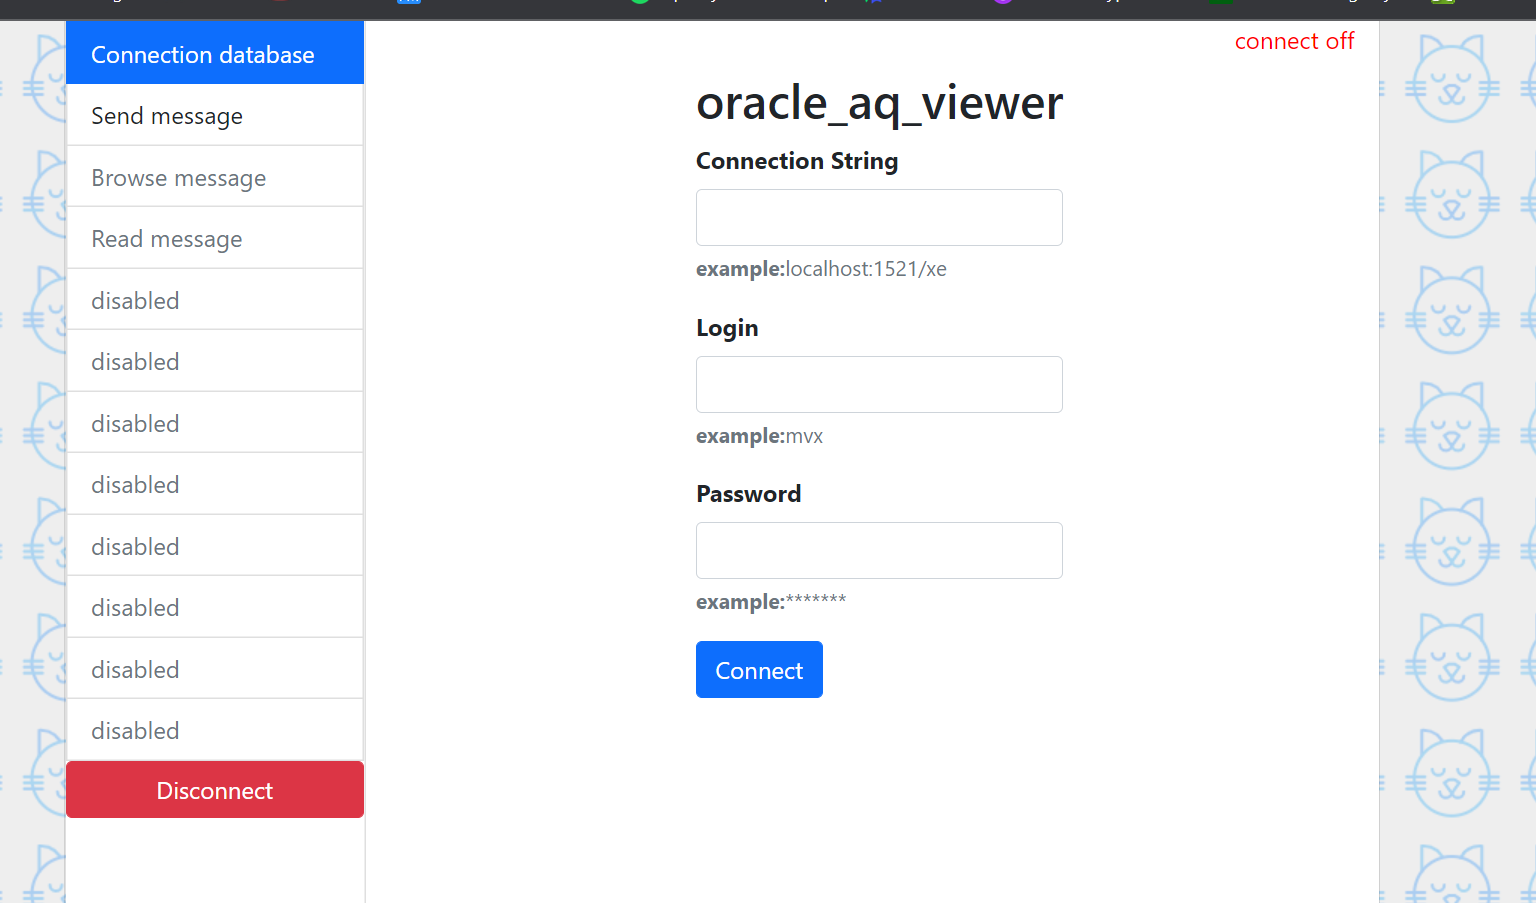 Connection database
Send message
Browse message
Read message
disabled
disabled
disabled
disabled
disabled
disabled
disabled
disabled
Disconnect
connect off
oracle_aq_viewer
Connection String
example:localhost:1521/xe
Login
example:mvx
Password
example:*******
Connect